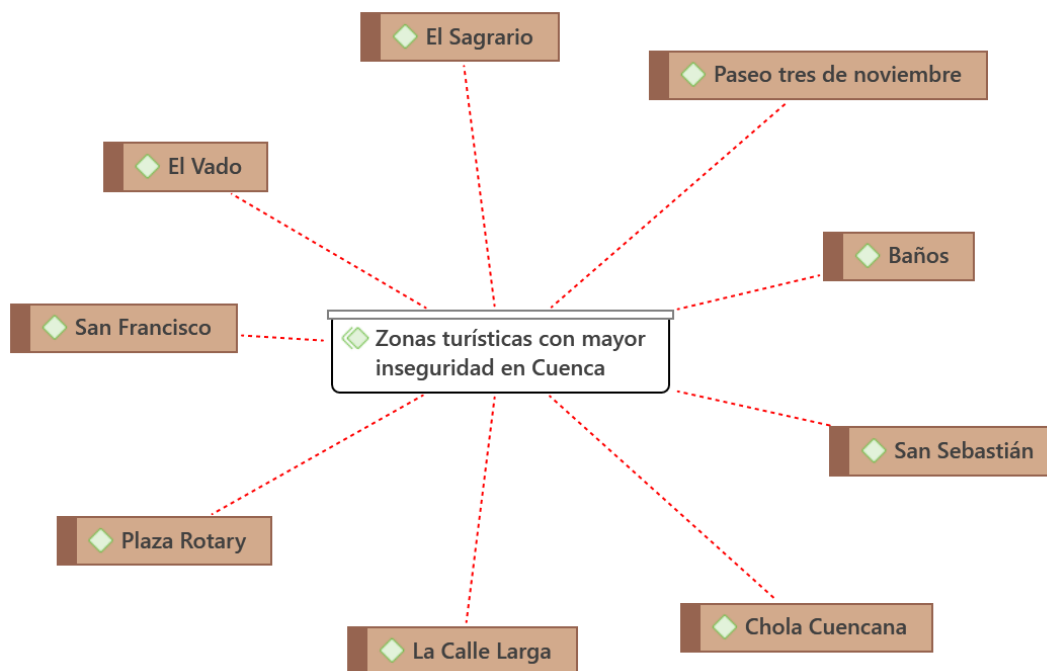 El Sagrario
Paseo tres de noviembre
El Vado
Baños
San Francisco
Zonas turísticas con mayor
inseguridad en Cuenca
San Sebastián
Plaza Rotary
Chola Cuencana
La Calle Larga